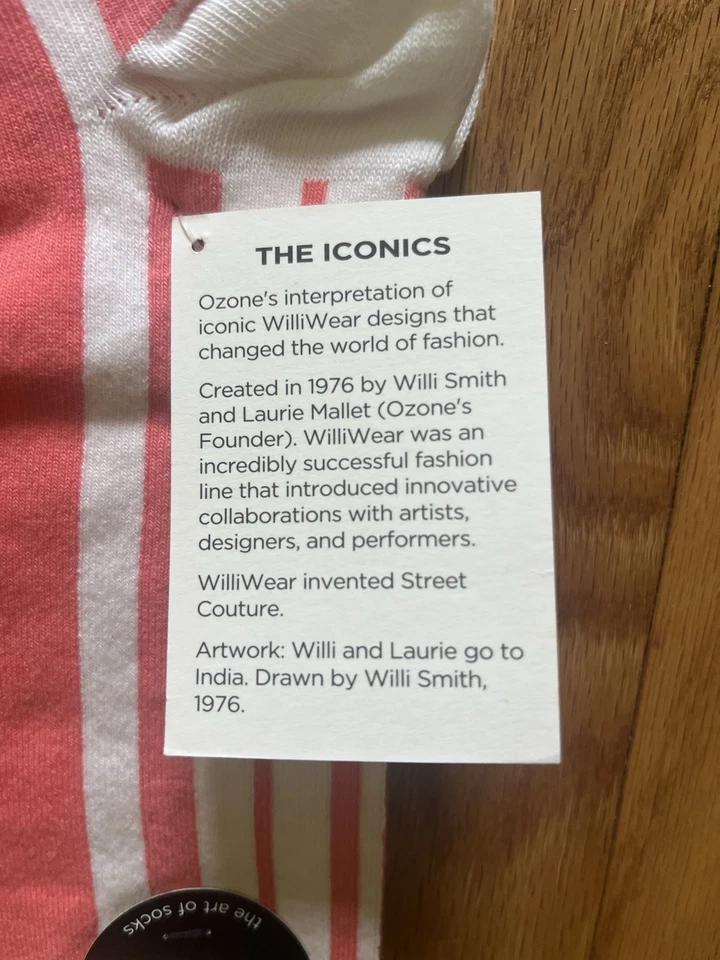 THE ICONICS
Ozone's interpretation of
iconic WilliWear designs that
changed the world of fashion.
Created in 1976 by Willi Smith
and Laurie Mallet (Ozone's
Founder). WilliWear was an
incredibly successful fashion
line that introduced innovative
collaborations with artists,
designers, and performers.
WilliWear invented Street
Couture.
Artwork: Willi and Laurie go to
India. Drawn by Willi Smith,
1976.
the art of socks